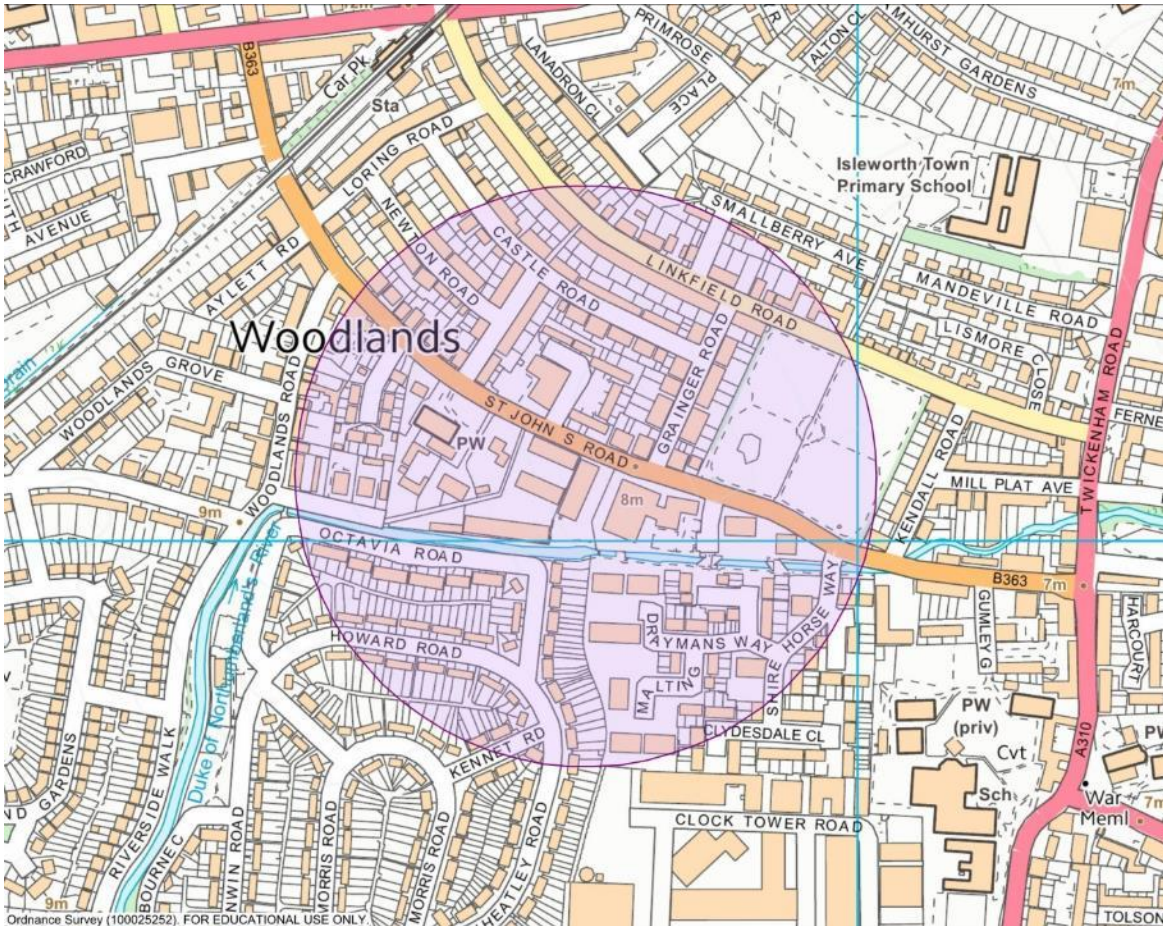 72m
B363
Car pk
Sta
LORING ROAD
LANADRON CL
PRIMROSE
PLACE
ALTON CL
AMHURST
GARDENS
7m
CRAWFORD
AVENUE
AYLETT RD
NEWTON ROAD
CASTLE
ROAD
LINKFIELD ROAD
SMALLBERRY
AVE
Isleworth Town
Primary School
MANDEVILLE ROAD
LISMORE CLOSE
TWICKENHAM ROAD
Woodlands
WOODLANDS GROVE
WOODLANDS ROAD
ST JOHN S ROAD
GRAINGER ROAD
PW
8m
9m
KENDALL ROAD
MILL PLAT AVE
OCTAVIA ROAD
B363
7m
Duke of Northumberlands River
HOWARD ROAD
DRAYMANS WAY
SHIRE HORSE WAY
MALTING
GUMLEY G
HARCOURT
KENNET RD
CLYDESDALE CL
PW
(priv)
Cvt
Sch
A310
PW
War
Meml
7m
GARDENS
RIVERSIDE WALK
BOURNE C
NWIN ROAD
MORRIS ROAD
MORRIS ROAD
HEATLEY ROAD
CLOCK TOWER ROAD
9m
TOLSON
Ordnance Survey (100025252). FOR EDUCATIONAL USE ONLY.